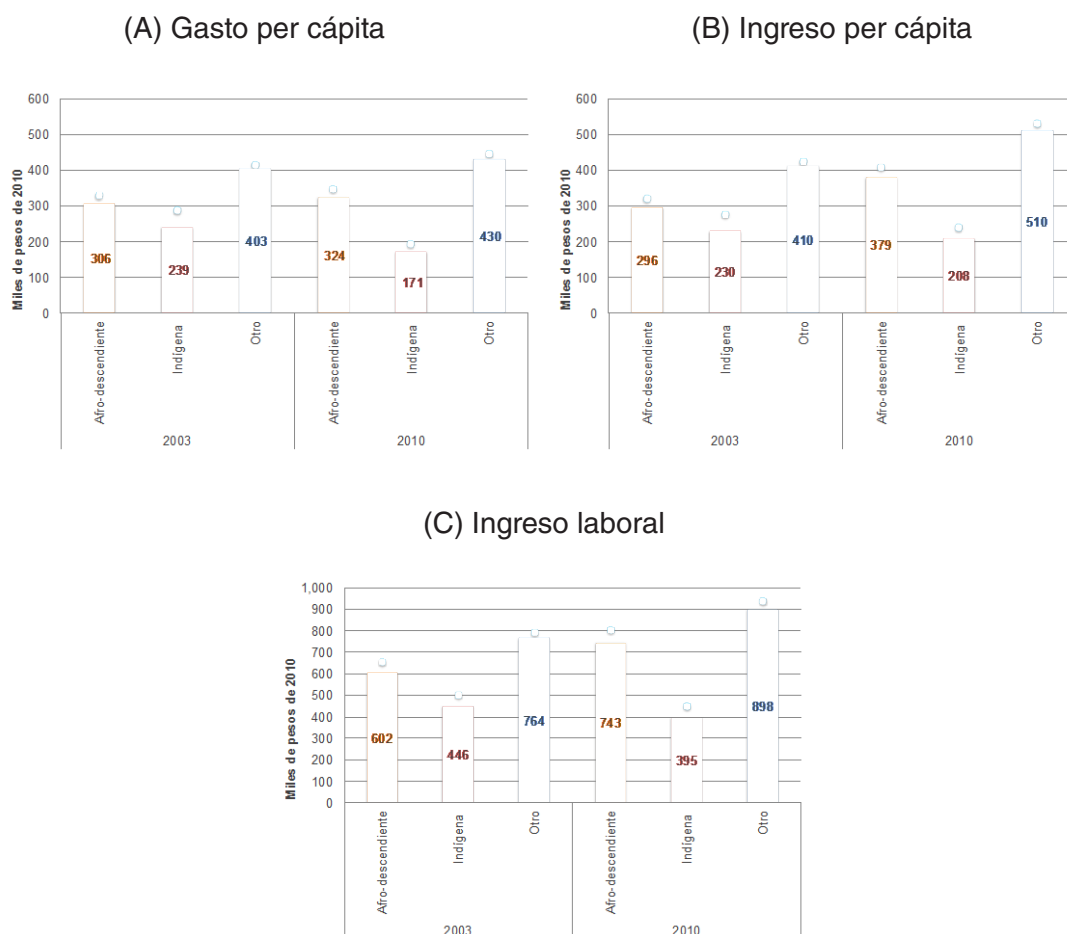 (A) Gasto per cápita
Miles de pesos de 2010
600
500
400
300
200
100
0
306
239
403
324
171
430
Afro-descendiente
Indígena
Otro
Afro-descendiente
Indígena
Otro
2003
2010
(B) Ingreso per cápita
Miles de pesos de 2010
600
500
400
300
200
100
0
296
230
410
379
208
510
Afro-descendiente
Indígena
Otro
Afro-descendiente
Indígena
Otro
2003
2010
(C) Ingreso laboral
Miles de pesos de 2010
1,000
900
800
700
600
500
400
300
200
100
0
602
446
764
743
395
898
Afro-descendiente
Indígena
Otro
Afro-descendiente
Indígena
Otro
2003
2010